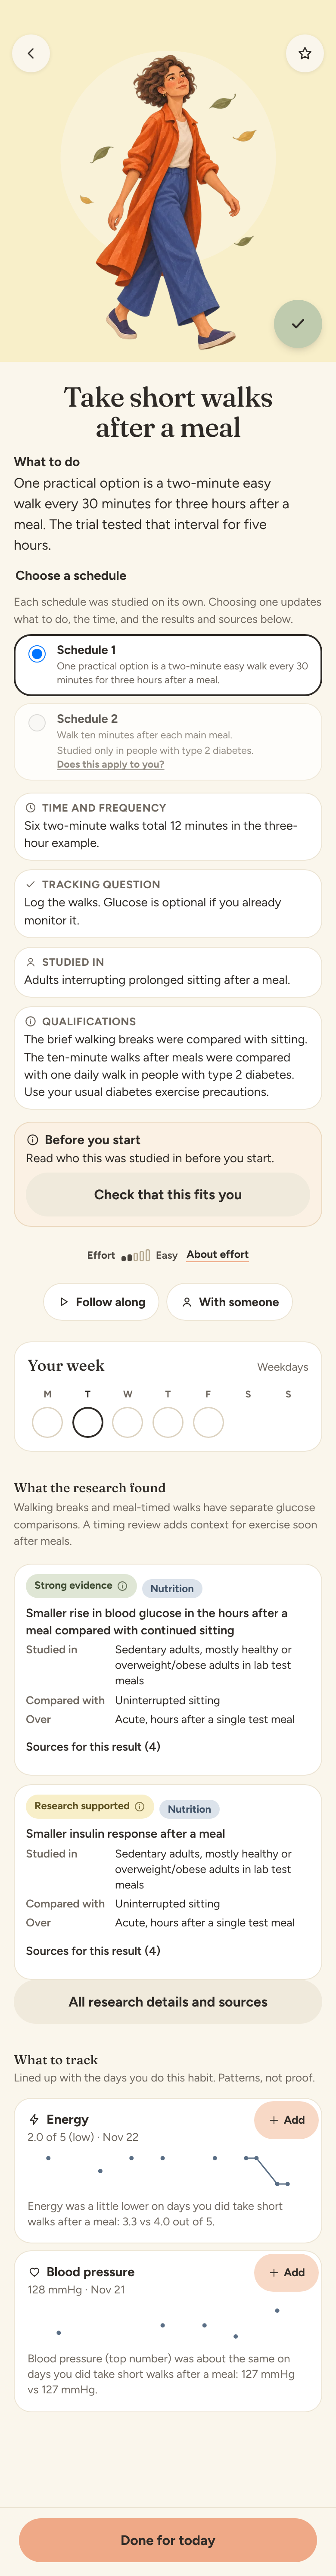 Take short walks
after a meal
What to do
One practical option is a two-minute easy
walk every 30 minutes for three hours after a
meal. The trial tested that interval for five
hours.
Choose a schedule
Each schedule was studied on its own. Choosing updates
what to do, the time, and the results and sources below.
Schedule 1
One practical option is a two-minute easy walk every 30
minutes for three hours after a meal.
Schedule 2
Walk ten minutes after each main meal.
Studied only in people with type 2 diabetes.
Does this apply to you?
TIME AND FREQUENCY
Six two-minute walks total 12 minutes in the three-
hour example.
TRACKING QUESTION
Log the walks. Glucose is optional if you already
monitor it.
STUDIED IN
Adults interrupting prolonged sitting after a meal.
QUALIFICATIONS
The brief walking breaks were compared with sitting.
The ten-minute walks after meals were compared
with one daily walk in people with type 2 diabetes.
Use your usual diabetes exercise precautions.
Before you start
Read who this was studied in before you start.
Check that this fits you
Effort Easy About effort
Follow along With someone
Your week Weekdays
M T W T F S S
What the research found
Walking breaks and meal-timed walks have separate glucose
comparisons. A timing review adds context for exercise soon
after meals.
Strong evidence Nutrition
Smaller rise in blood glucose in the hours after a
meal compared with continued sitting
Studied in Sedentary adults, mostly healthy or
overweight/obese adults in lab test
meals
Compared with Uninterrupted sitting
Over Acute, hours after a single test meal
Sources for this result (4)
Research supported Nutrition
Smaller insulin response after a meal
Studied in Sedentary adults, mostly healthy or
overweight/obese adults in lab test
meals
Compared with Uninterrupted sitting
Over Acute, hours after a single test meal
Sources for this result (4)
All research details and sources
What to track
Lined up with the days you do this habit. Patterns, not proof.
Energy + Add
2.0 of 5 (low) · Nov 22
Energy was a little lower on days you did take short
walks after a meal: 3.3 vs 4.0 out of 5.
Blood pressure + Add
128 mmHg · Nov 21
Blood pressure (top number) was about the same on
days you did take short walks after a meal: 127 mmHg
vs 127 mmHg.
Done for today